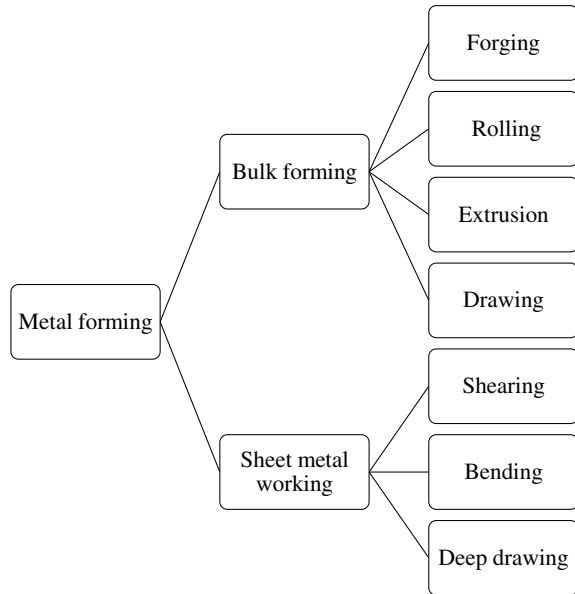 Forging
Rolling
Bulk forming
Extrusion
Drawing
Metal forming
Shearing
Sheet metal
working
Bending
Deep drawing